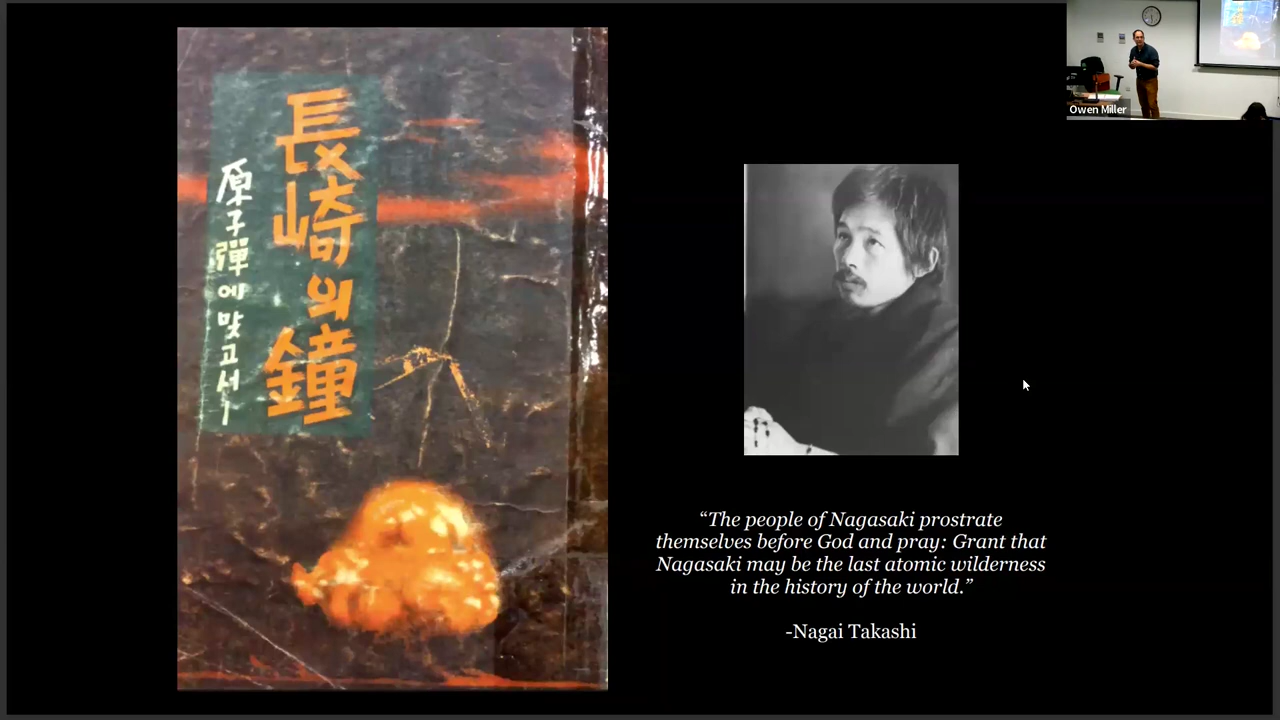 長崎의鐘
原子彈에 맞고서
Owen Miller
“The people of Nagasaki prostrate
themselves before God and pray: Grant that
Nagasaki may be the last atomic wilderness
in the history of the world.”
-Nagai Takashi